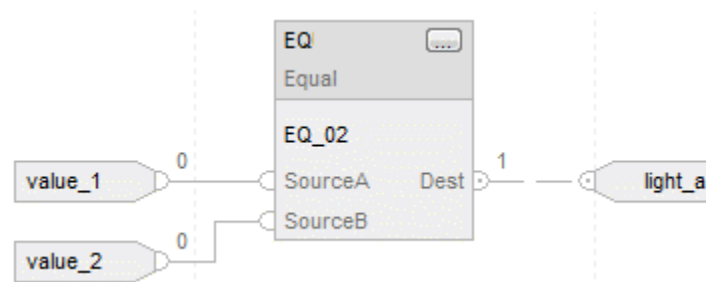 EQ
...
Equal
EQ_02
0
1
value_1
SourceA
Dest
light_a
0
SourceB
value_2